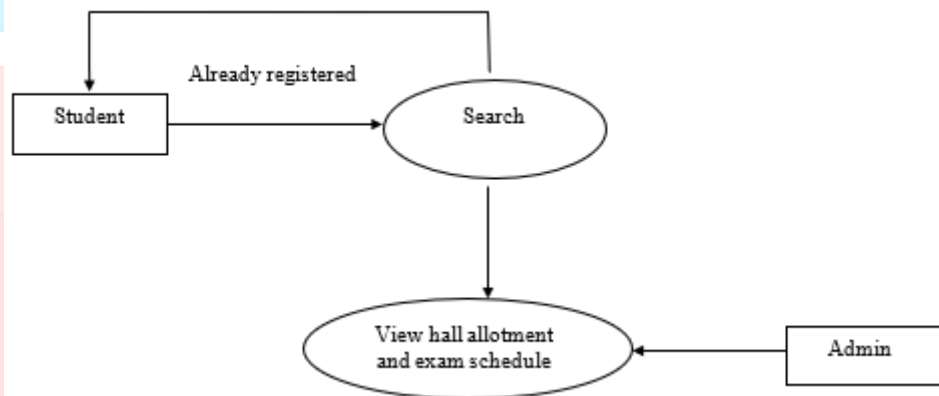 Already registered
Student
Search
View hall allotment
and exam schedule
Admin